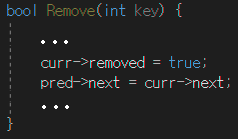 bool Remove(int key) {
...
curr->removed = true;
pred->next = curr->next;
...
}